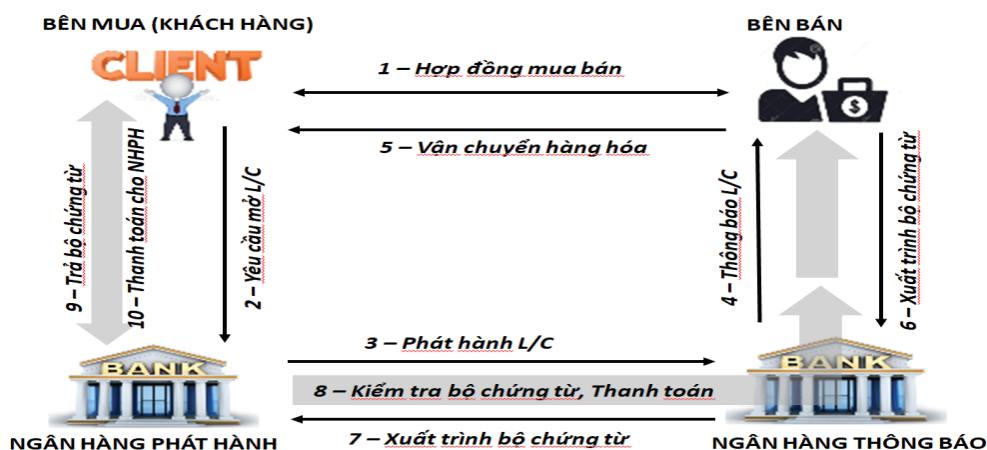 BÊN MUA (KHÁCH HÀNG)
BÊN BÁN
CLIENT
1 – Hợp đồng mua bán
5 – Vận chuyển hàng hóa
9 – Trả bộ chứng từ
10 – Thanh toán cho NHPH
2 – Yêu cầu mở L/C
4 – Thông báo L/C
6 – Xuất trình bộ chứng từ
3 – Phát hành L/C
BANK
BANK
8 – Kiểm tra bộ chứng từ, Thanh toán
7 – Xuất trình bộ chứng từ
NGÂN HÀNG PHÁT HÀNH
NGÂN HÀNG THÔNG BÁO